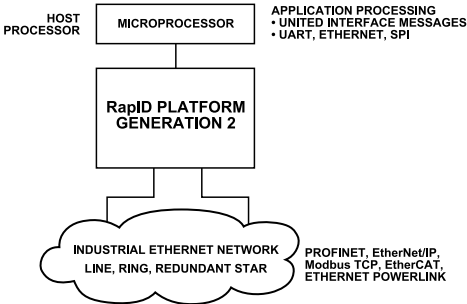 HOST
PROCESSOR
MICROPROCESSOR
APPLICATION PROCESSING
• UNITED INTERFACE MESSAGES
• UART, ETHERNET, SPI
RapID PLATFORM
GENERATION 2
INDUSTRIAL ETHERNET NETWORK
LINE, RING, REDUNDANT STAR
PROFINET, EtherNet/IP,
Modbus TCP, EtherCAT,
ETHERNET POWERLINK